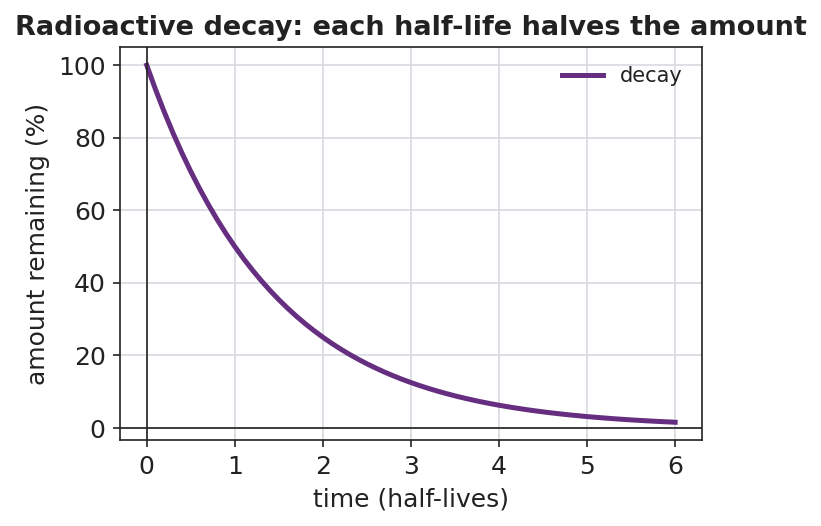 Radioactive decay: each half-life halves the amount
decay
amount remaining (%)
100
80
60
40
20
0
0 1 2 3 4 5 6
time (half-lives)